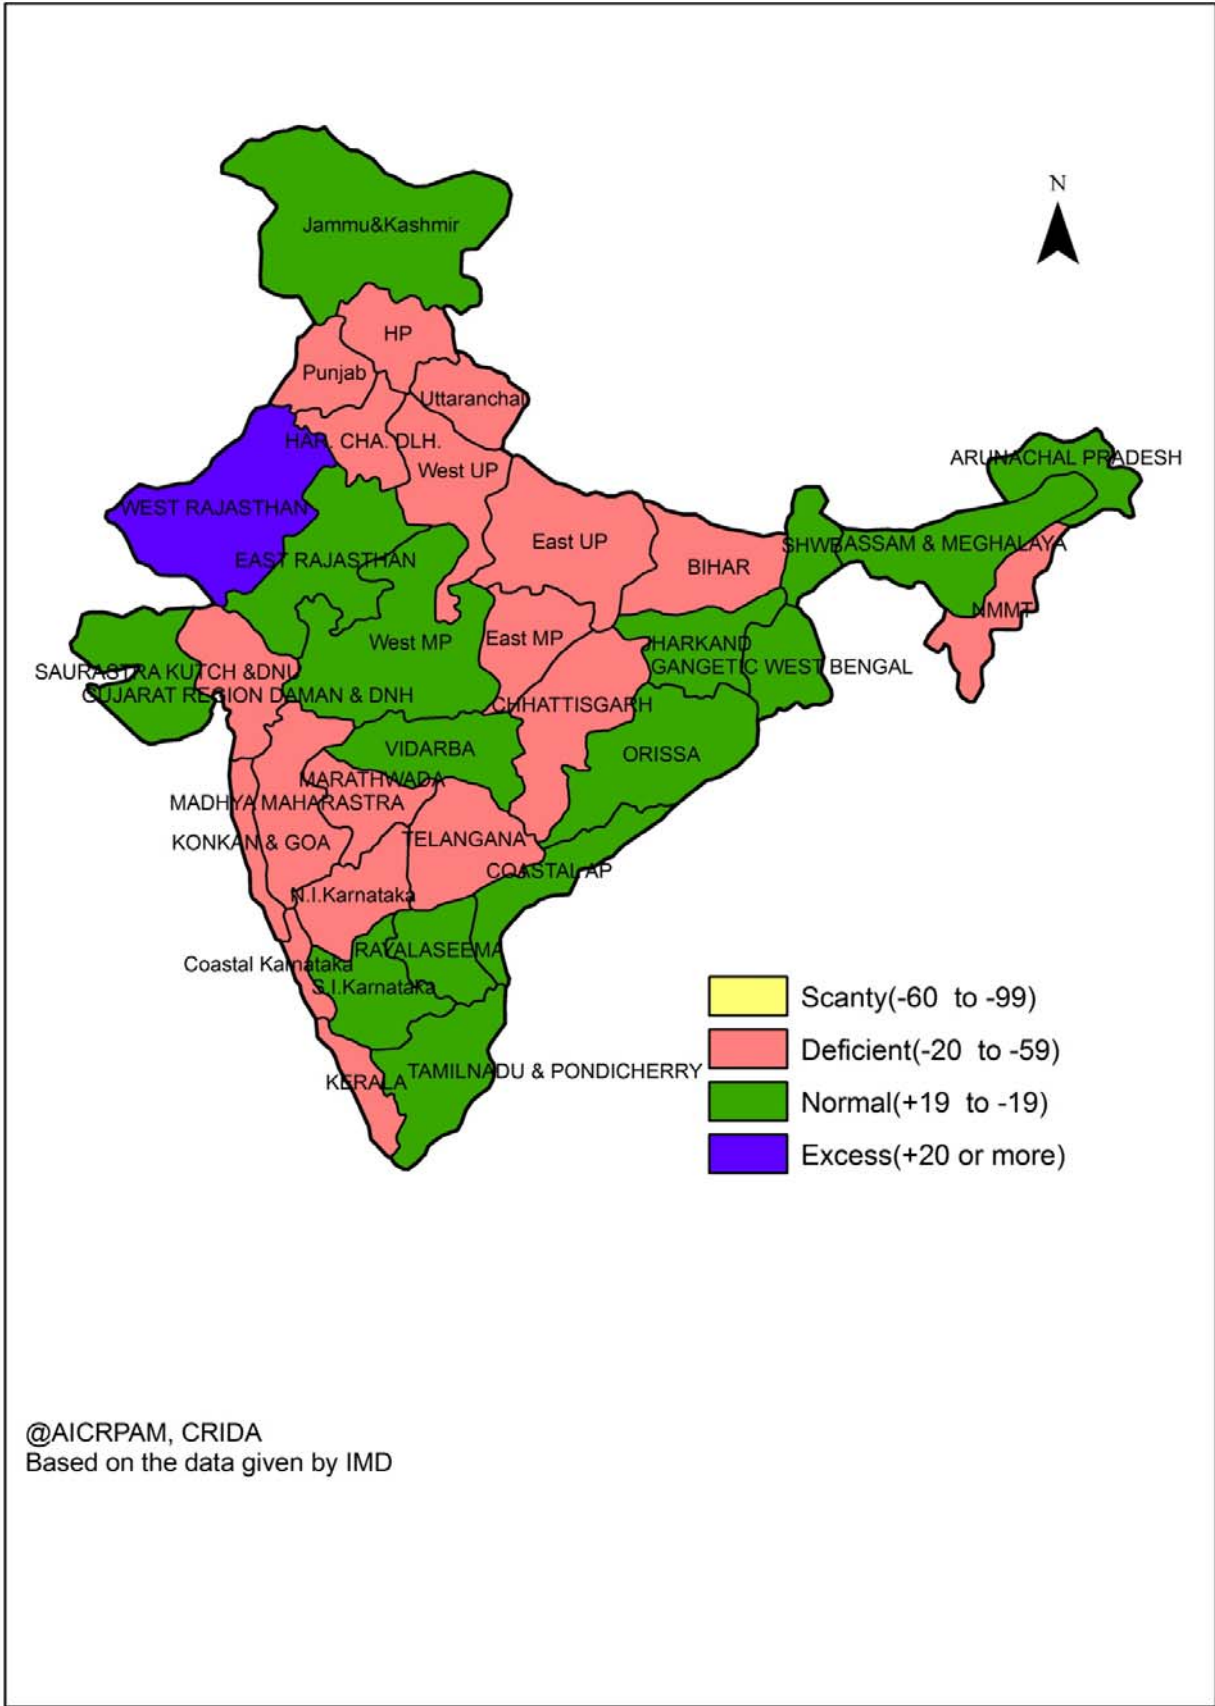 N
Jammu&Kashmir
HP
Punjab
Uttaranchal
HAR. CHA. DLH.
West UP
ARUNACHAL PRADESH
WEST RAJASTHAN
East UP
SHWB
ASSAM & MEGHALAYA
EAST RAJASTHAN
BIHAR
NMMT
West MP
East MP
JHARKAND
GANGETIC WEST BENGAL
SAURASTRA KUTCH &DNU
GUJARAT REGION DAMAN & DNH
CHHATTISGARH
VIDARBA
ORISSA
MARATHWADA
MADHYA MAHARASTRA
KONKAN & GOA
TELANGANA
COASTAL AP
N.I.Karnataka
RAYALASEEMA
Coastal Karnataka
S.I.Karnataka
KERALA
TAMILNADU & PONDICHERRY
Scanty(-60 to -99)
Deficient(-20 to -59)
Normal(+19 to -19)
Excess(+20 or more)
@AICRPAM, CRIDA
Based on the data given by IMD